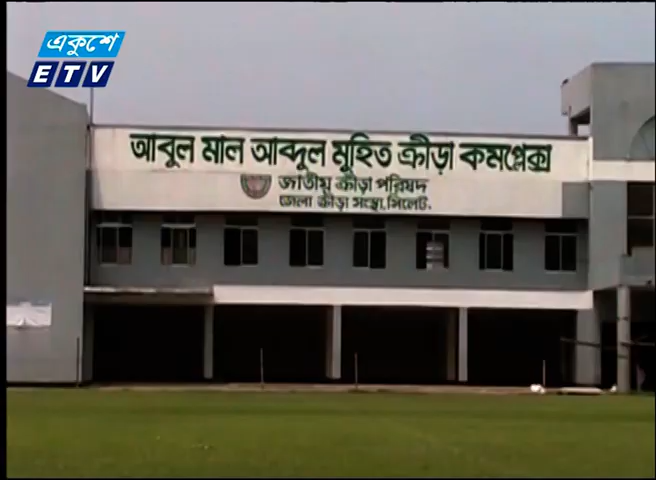 একুশে
ETV
আবুল মাল আব্দুল মুহিত ক্রীড়া কমপ্লেক্স
জাতীয় ক্রীড়া পরিষদ
জেলা ক্রীড়া সংস্থা, সিলেট.